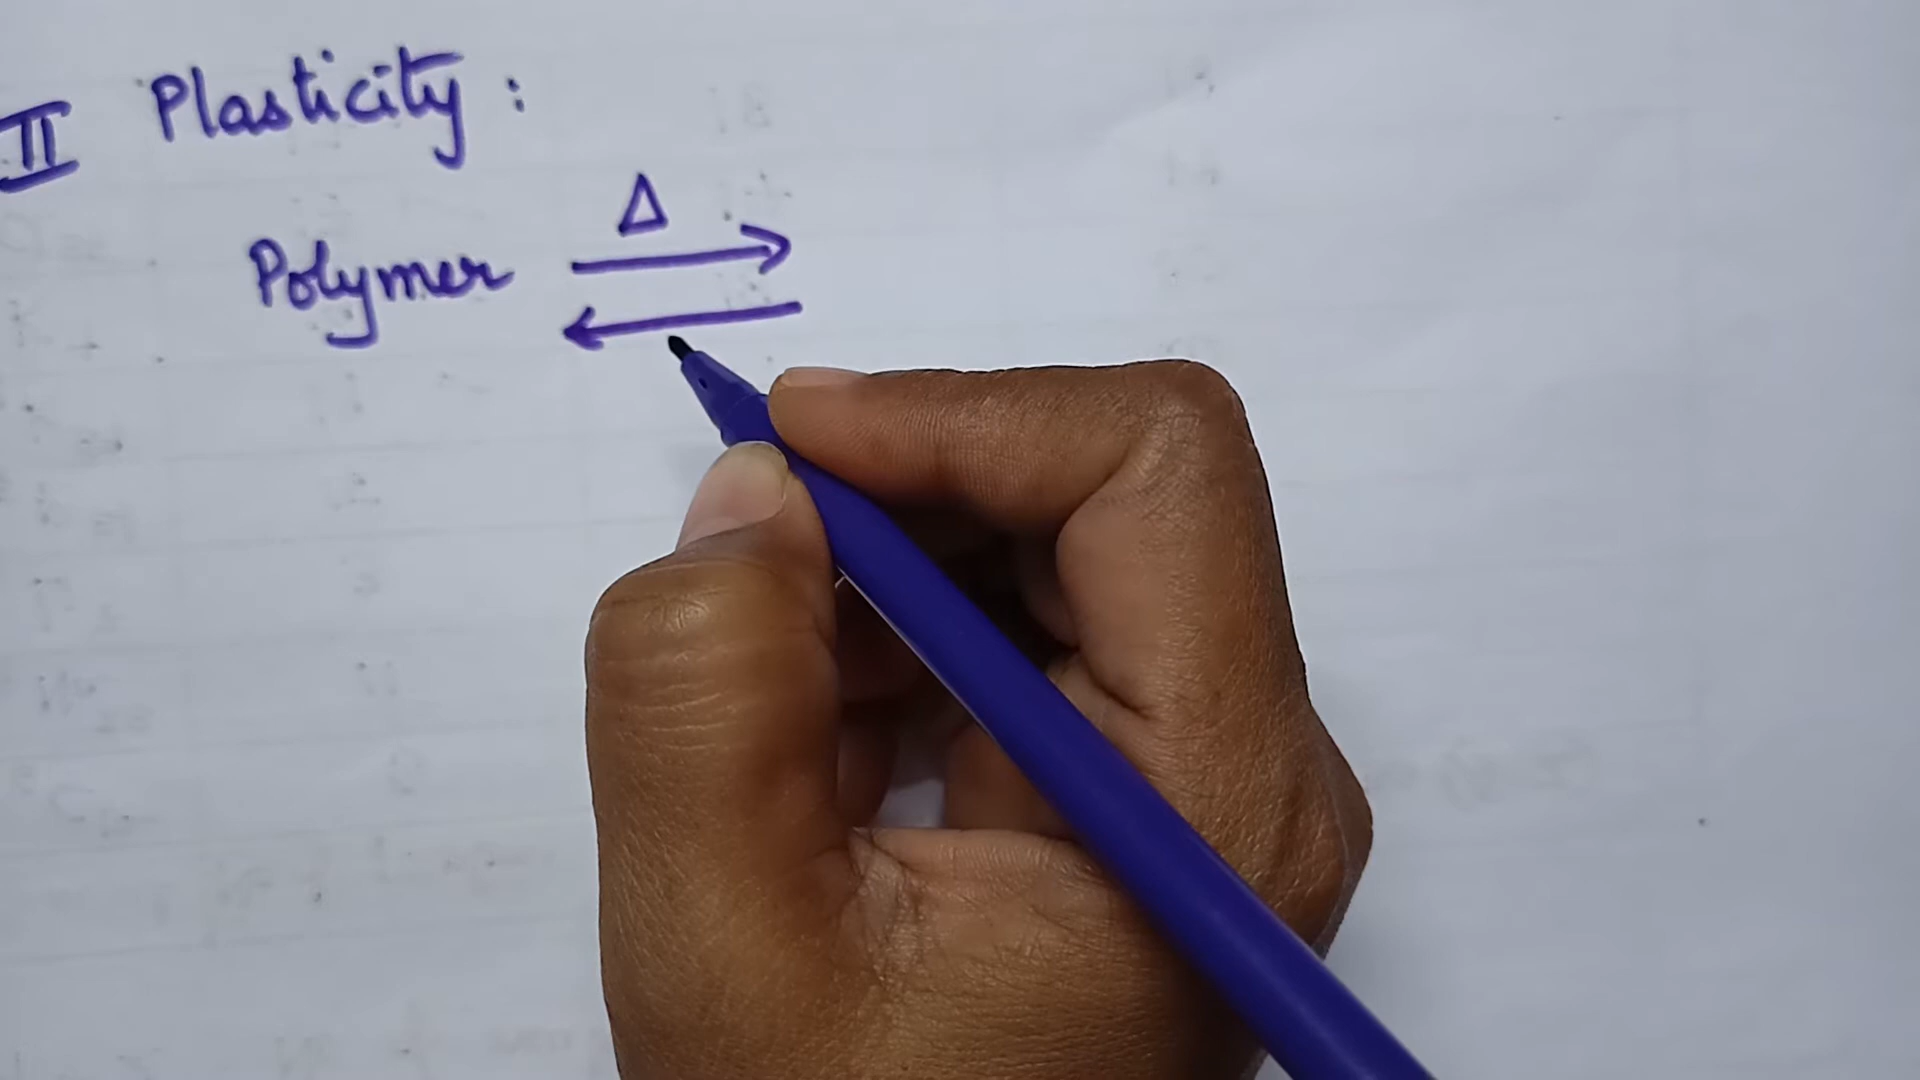 II Plasticity :
Δ
Polymer ⇄